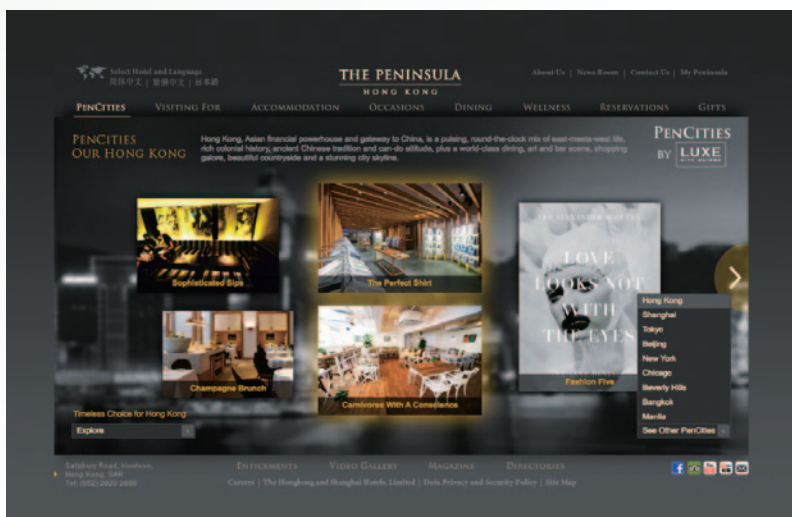 Select Hotel and Language
简体中文 | 繁體中文 | 日本語
THE PENINSULA
HONG KONG
About Us | News Room | Contact Us | My Peninsula
PENCITIES VISITING FOR ACCOMMODATION OCCASIONS DINING WELLNESS RESERVATIONS GIFTS
PENCITIES
OUR HONG KONG
Hong Kong, Asian financial powerhouse and gateway to China, is a pulsing, round-the-clock mix of east-meets-west life,
rich colonial history, ancient Chinese tradition and can-do attitude, plus a world-class dining, art and bar scene, shopping
galore, beautiful countryside and a stunning city skyline.
PENCITIES
BY LUXE
CITY GUIDES
Sophisticated Sips
The Perfect Shirt
LOVE
LOOKS NOT
WITH
THE EYES
Fashion Five
Champagne Brunch
Carnivores With A Conscience
Hong Kong
Shanghai
Tokyo
Beijing
New York
Chicago
Beverly Hills
Bangkok
Manila
See Other PenCities
Timeless Choice for Hong Kong
Explore
Salisbury Road, Kowloon,
Hong Kong, SAR
ENTICEMENTS VIDEO GALLERY MAGAZINE DIRECTORIES
Careers | The Hongkong and Shanghai Hotels, Limited | Data Privacy and Security Policy | Site Map